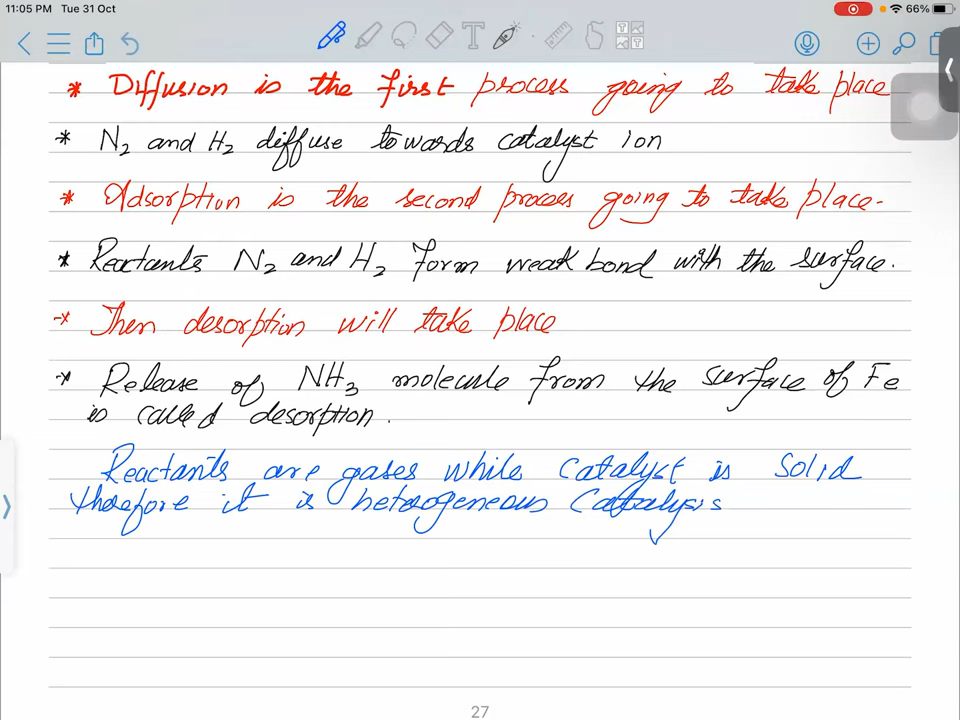 11:05 PM Tue 31 Oct 66%
* Diffusion is the first process going to take place
* N2 and H2 diffuse towards catalyst Ion
* Adsorption is the second process going to take place.
* Reactants N2 and H2 form weak bond with the surface.
* Then desorption will take place
* Release of NH3 molecule from the surface of Fe
is called desorption.
Reactants are gases while catalyst is solid
therefore it is heterogeneous catalysis
27